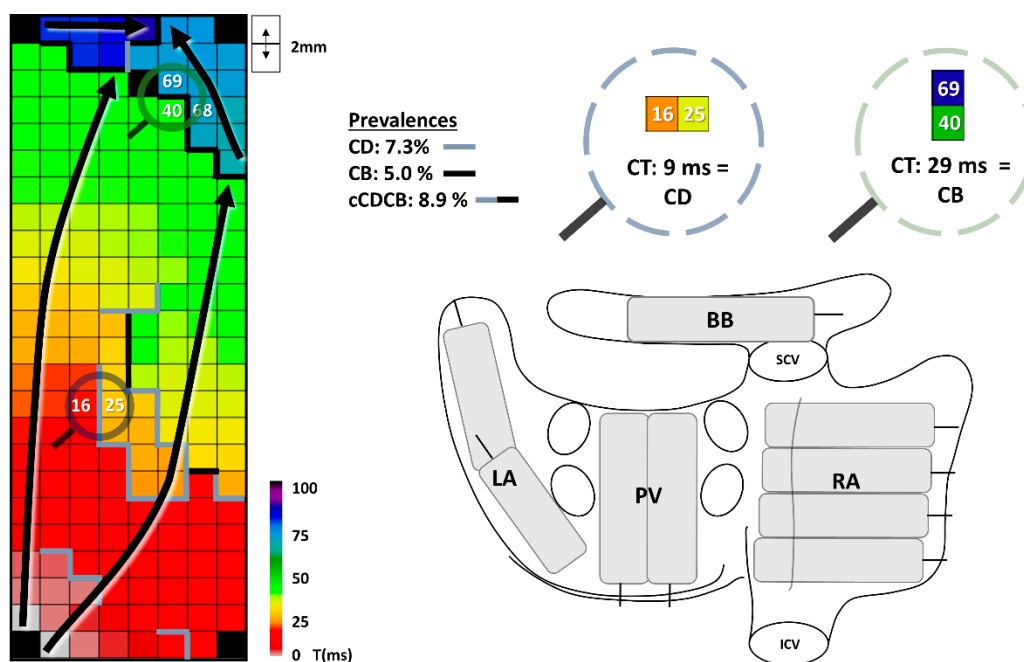 2mm
69
40 68
16 25
100
75
50
25
0 T(ms)
Prevalences
CD: 7.3%
CB: 5.0 %
cCDCB: 8.9 %
16 25
CT: 9 ms =
CD
69
40
CT: 29 ms =
CB
BB
SCV
LA
PV
RA
ICV